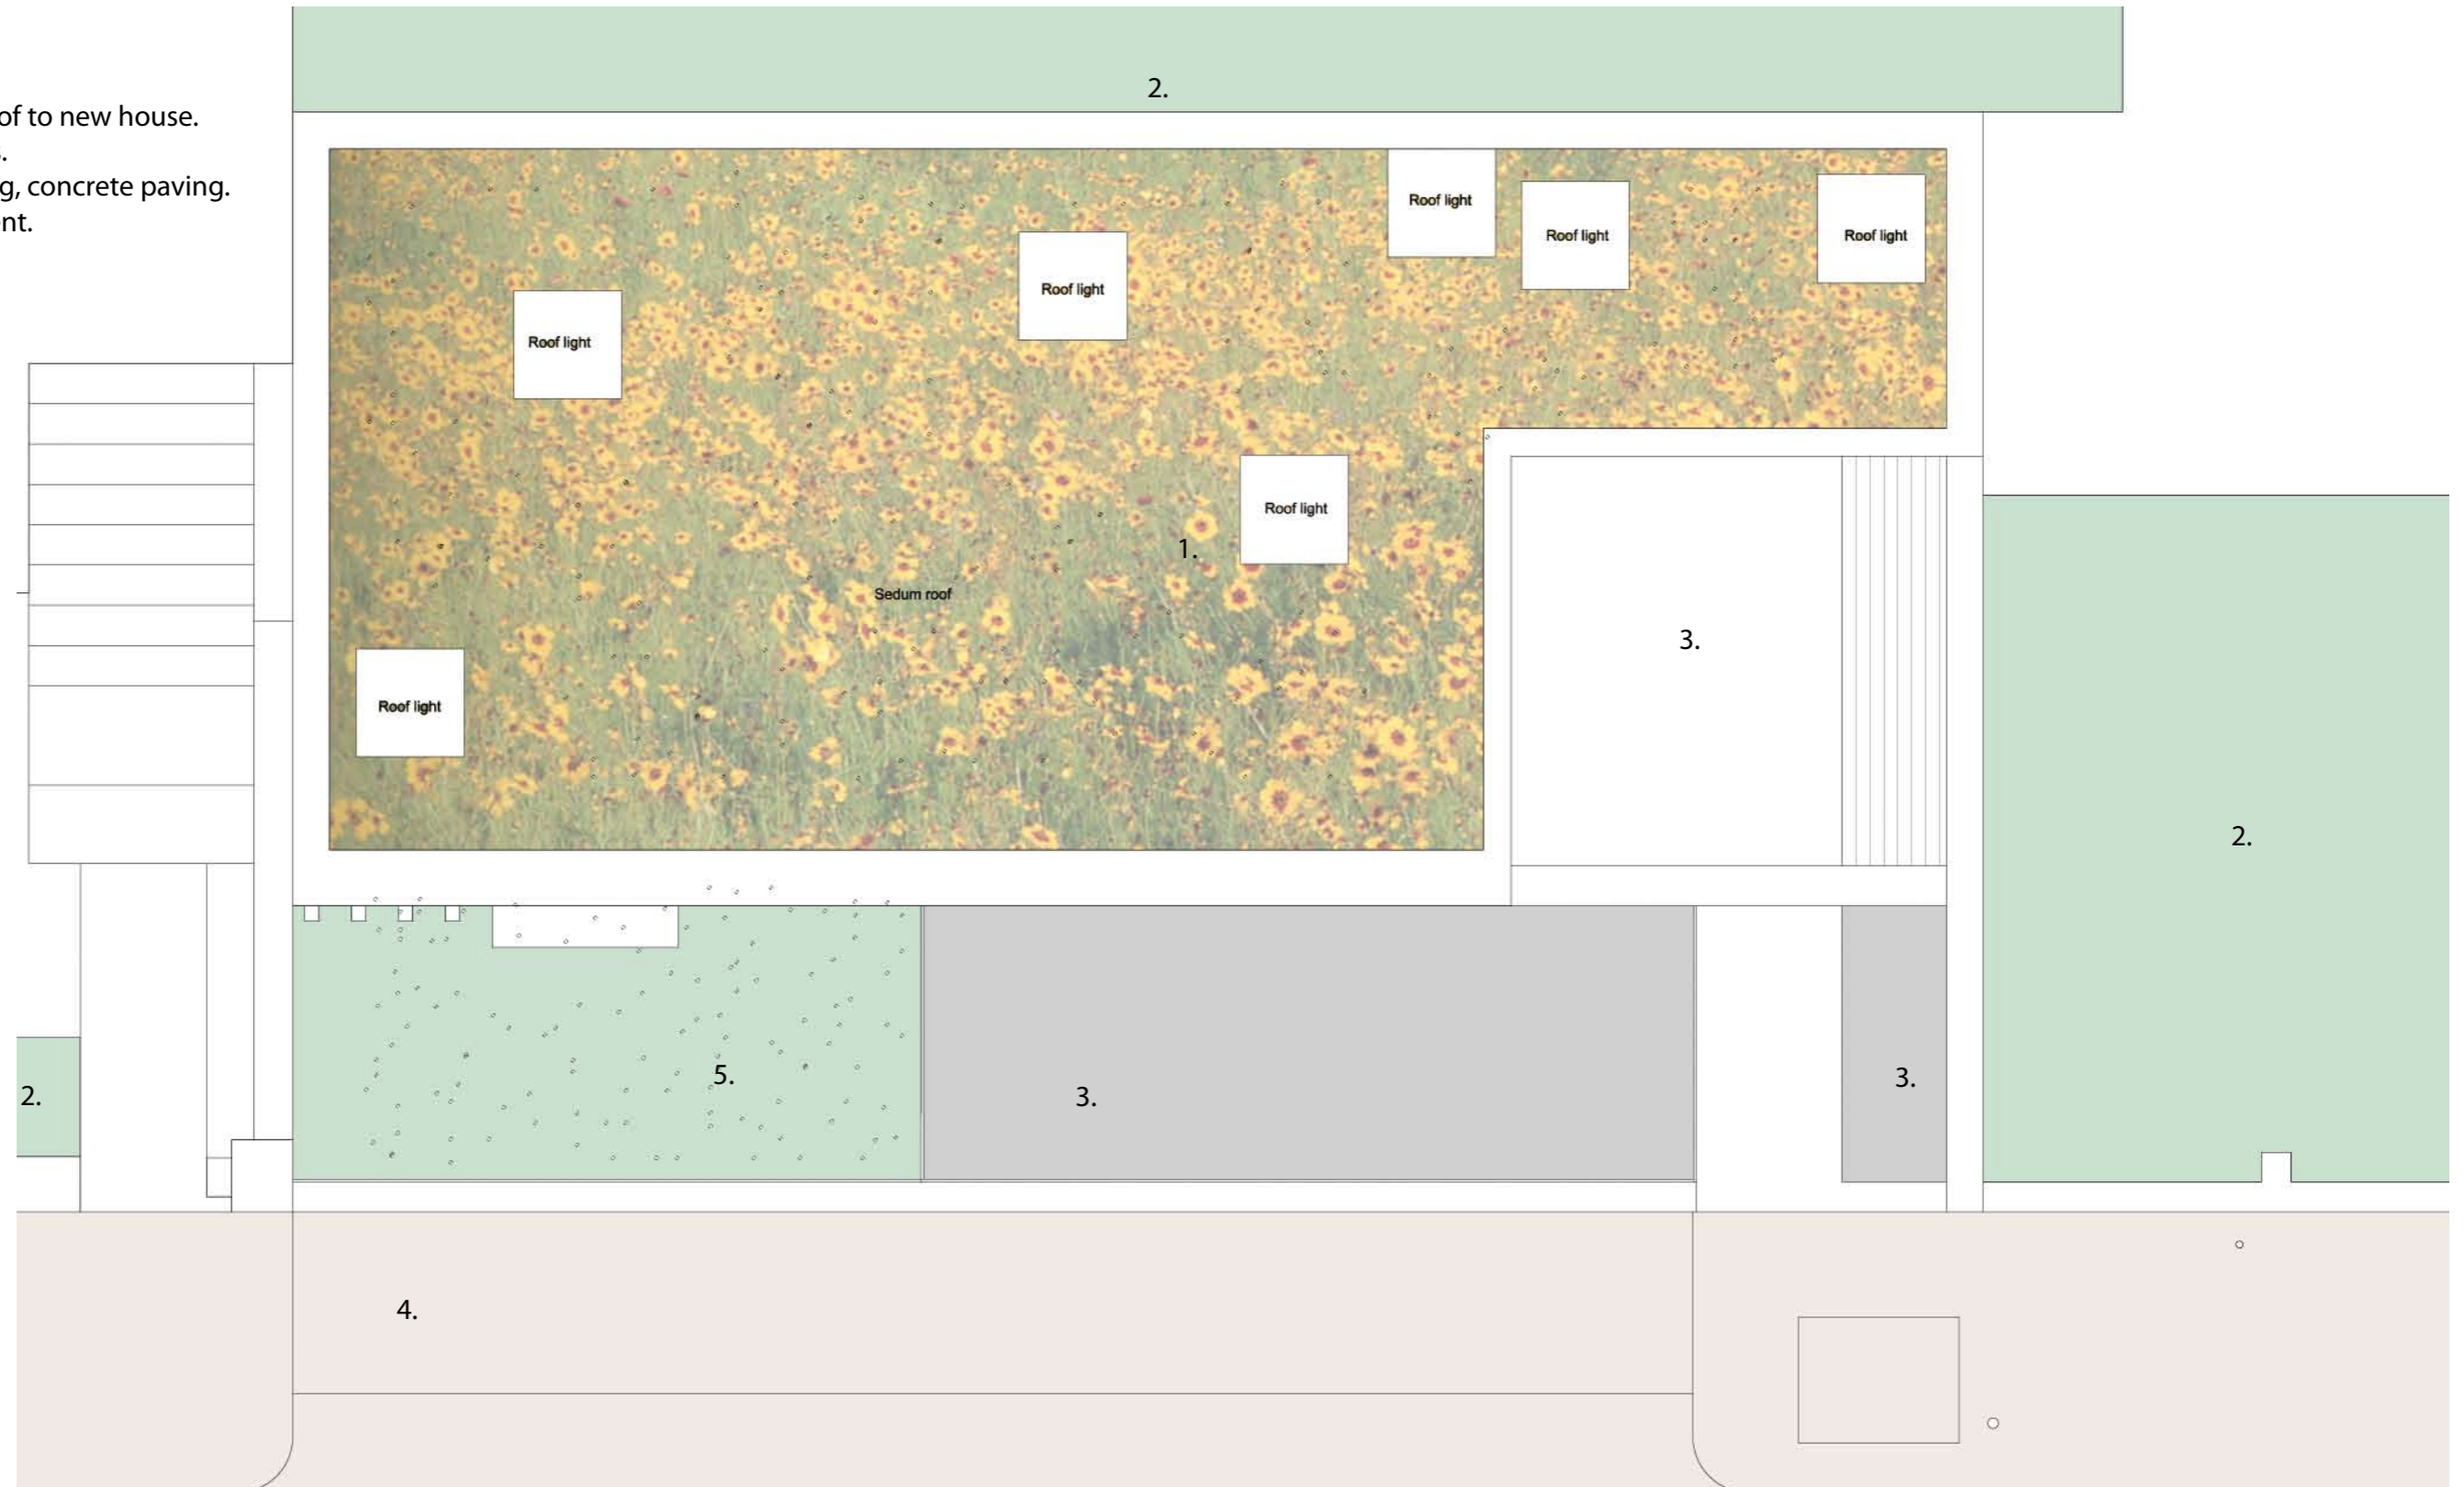 2.
of to new house.
g, concrete paving.
Roof light
Roof light
Roof light
Roof light
Roof light
Roof light
1.
Sedum roof
3.
Roof light
2.
5.
3.
3.
2.
4.